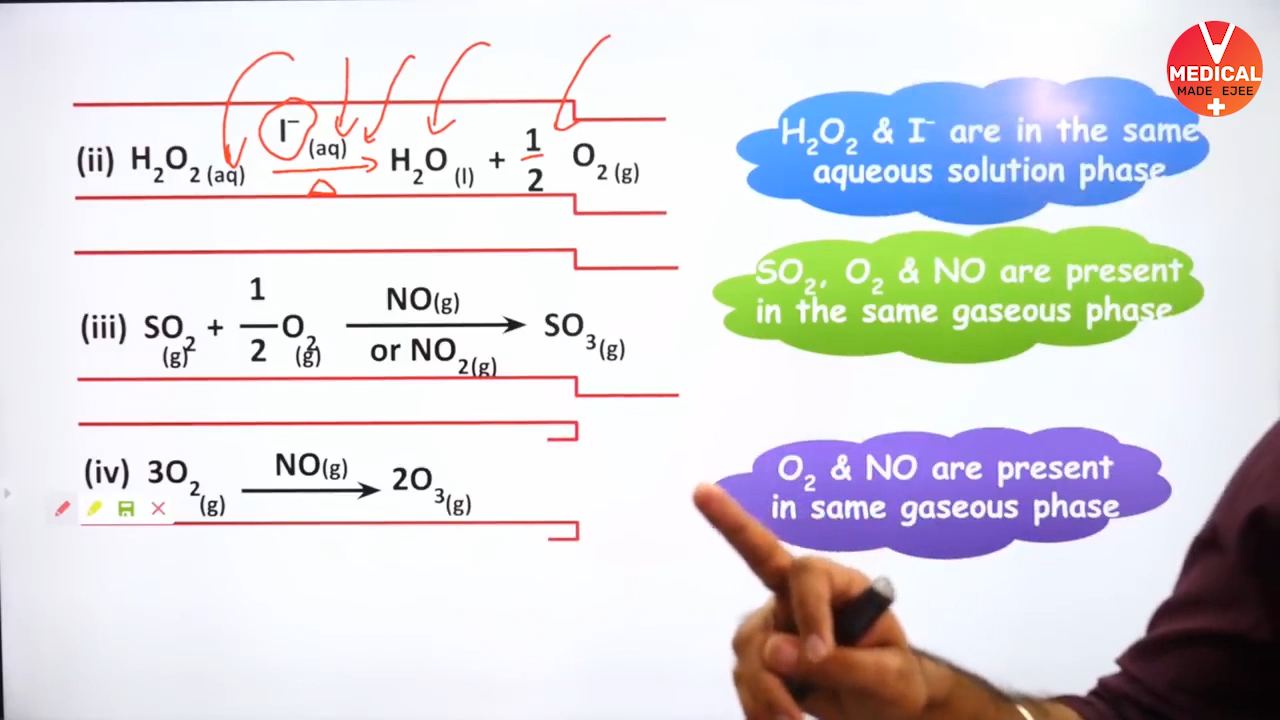 MEDICAL
MADE EJEE
(ii) H₂O₂ (aq) I⁻ (aq) Δ H₂O (l) + 1/2 O₂ (g)
H₂O₂ & I⁻ are in the same
aqueous solution phase
(iii) SO₂ (g) + 1/2 O₂ (g) NO(g) or NO₂(g) → SO₃(g)
SO₂, O₂ & NO are present
in the same gaseous phase
(iv) 3O₂(g) NO(g) → 2O₃(g)
O₂ & NO are present
in same gaseous phase